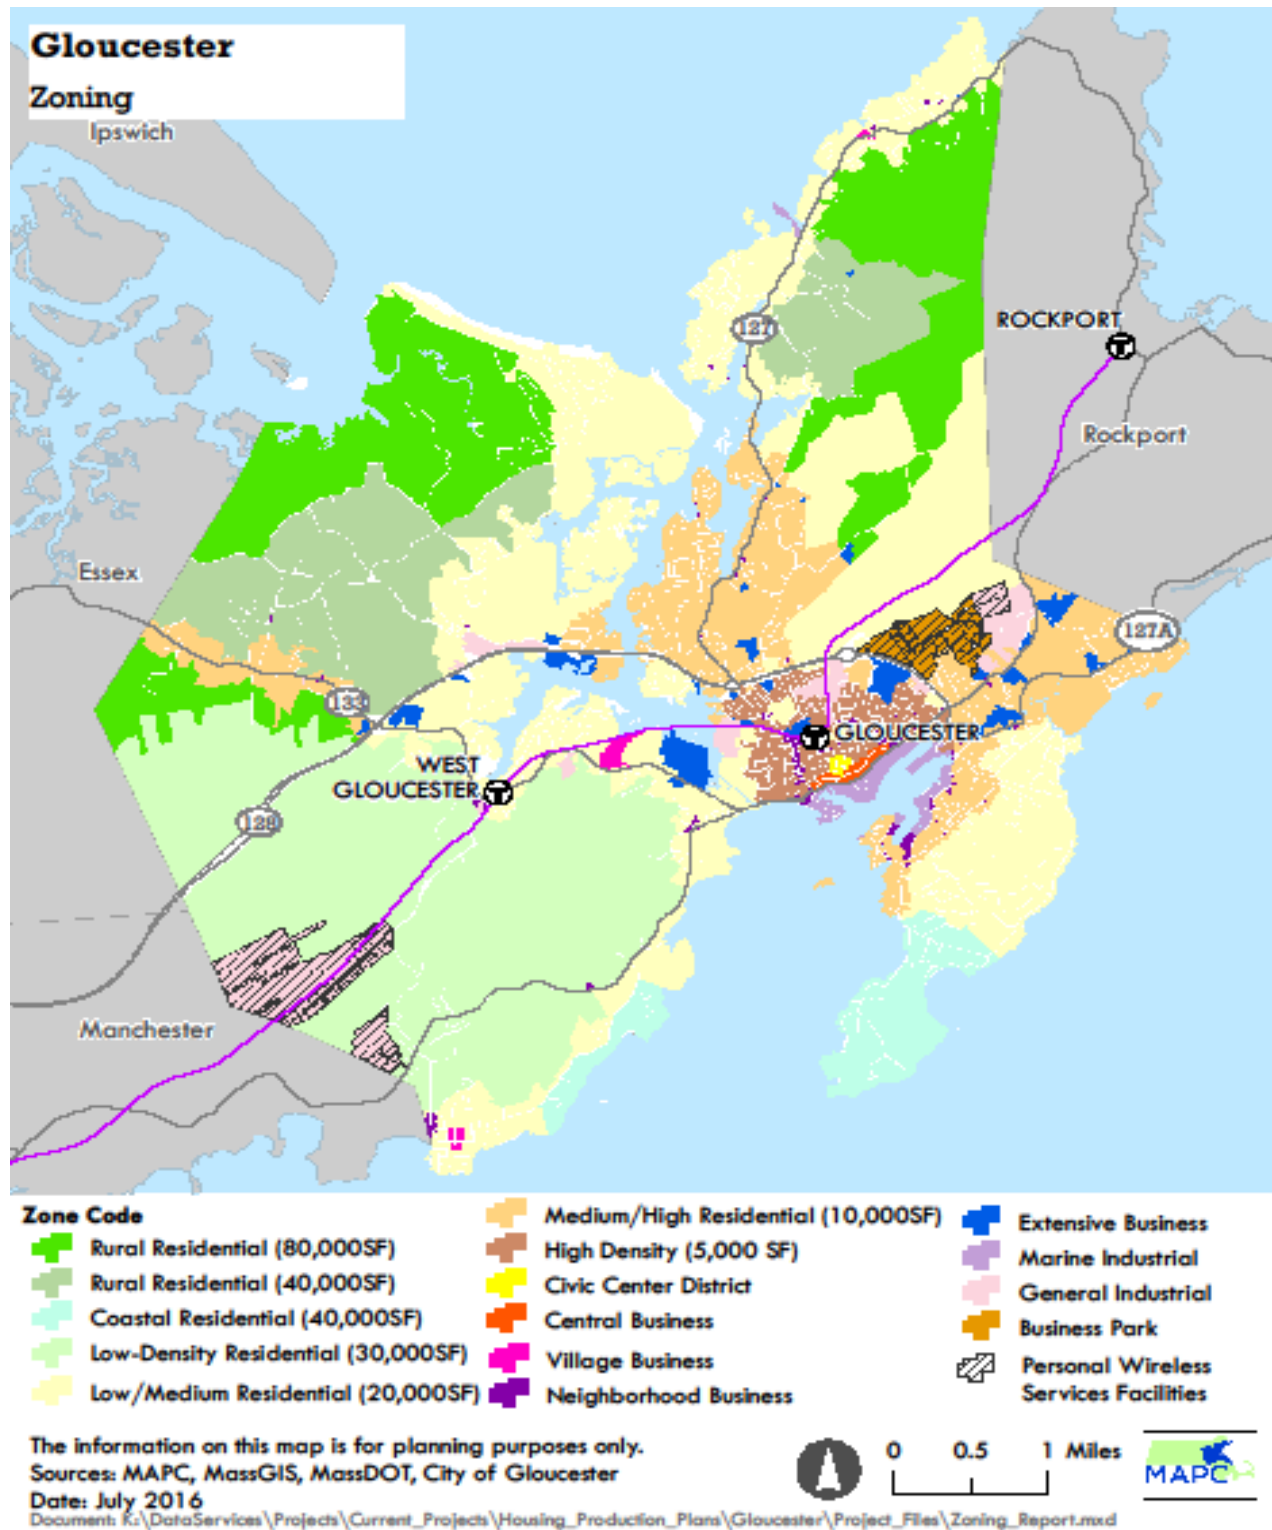 Gloucester
Zoning
Ipswich
127
ROCKPORT
T
Rockport
Essex
127A
133
GLOUCESTER
T
WEST
GLOUCESTER
T
128
Manchester
Zone Code
Rural Residential (80,000SF)
Rural Residential (40,000SF)
Coastal Residential (40,000SF)
Low-Density Residential (30,000SF)
Low/Medium Residential (20,000SF)
Medium/High Residential (10,000SF)
High Density (5,000 SF)
Civic Center District
Central Business
Village Business
Neighborhood Business
Extensive Business
Marine Industrial
General Industrial
Business Park
Personal Wireless
Services Facilities
The information on this map is for planning purposes only.
Sources: MAPC, MassGIS, MassDOT, City of Gloucester
Date: July 2016
Document: K:\DataServices\Projects\Current_Projects\Housing_Production_Plans\Gloucester\Project_Files\Zoning_Report.mxd
0 0.5 1 Miles
MAPC